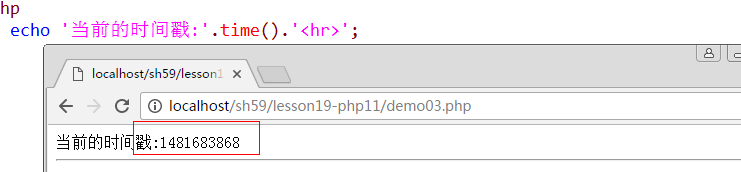 hp
echo '当前的时间戳:'.time().'<hr>';
localhost/sh59/lesson1
localhost/sh59/lesson19-php11/demo03.php
当前的时间戳:1481683868